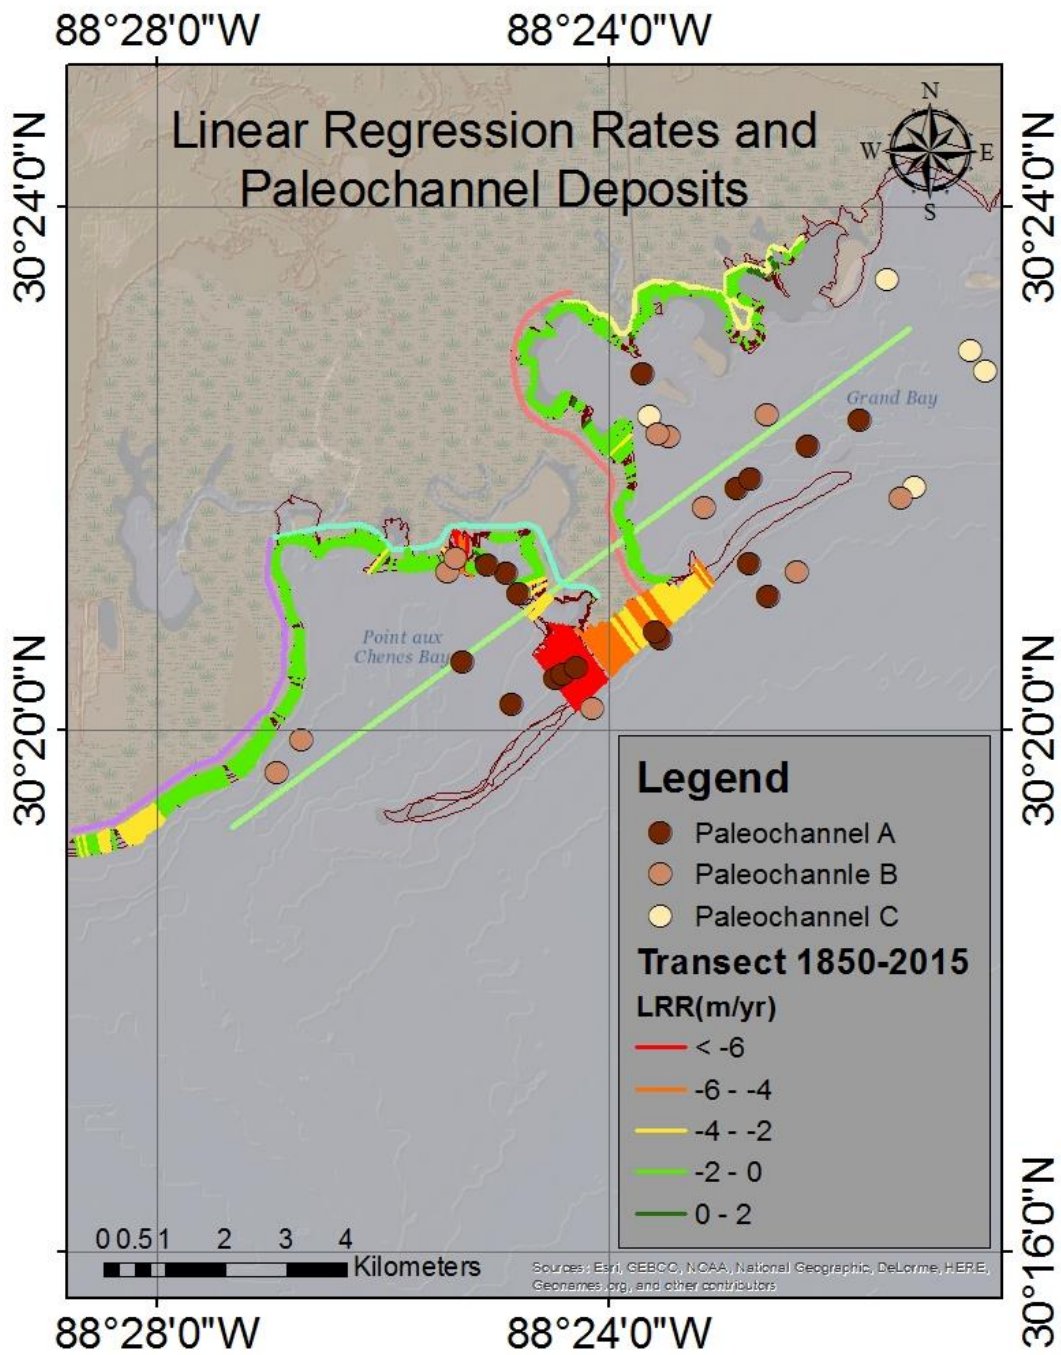 88°28'0"W 88°24'0"W
Linear Regression Rates and
Paleochannel Deposits
N
W E
S
30°24'0"N 30°24'0"N
Grand Bay
Point aux
Chenes Bay
30°20'0"N 30°20'0"N
Legend
Paleochannel A
Paleochannle B
Paleochannel C
Transect 1850-2015
LRR(m/yr)
< -6
-6 - -4
-4 - -2
-2 - 0
0 - 2
0 0.5 1 2 3 4
Kilometers
Sources: Esri, GEBCO, NOAA, National Geographic, DeLorme, HERE,
Geonames.org, and other contributors
30°16'0"N
88°28'0"W 88°24'0"W